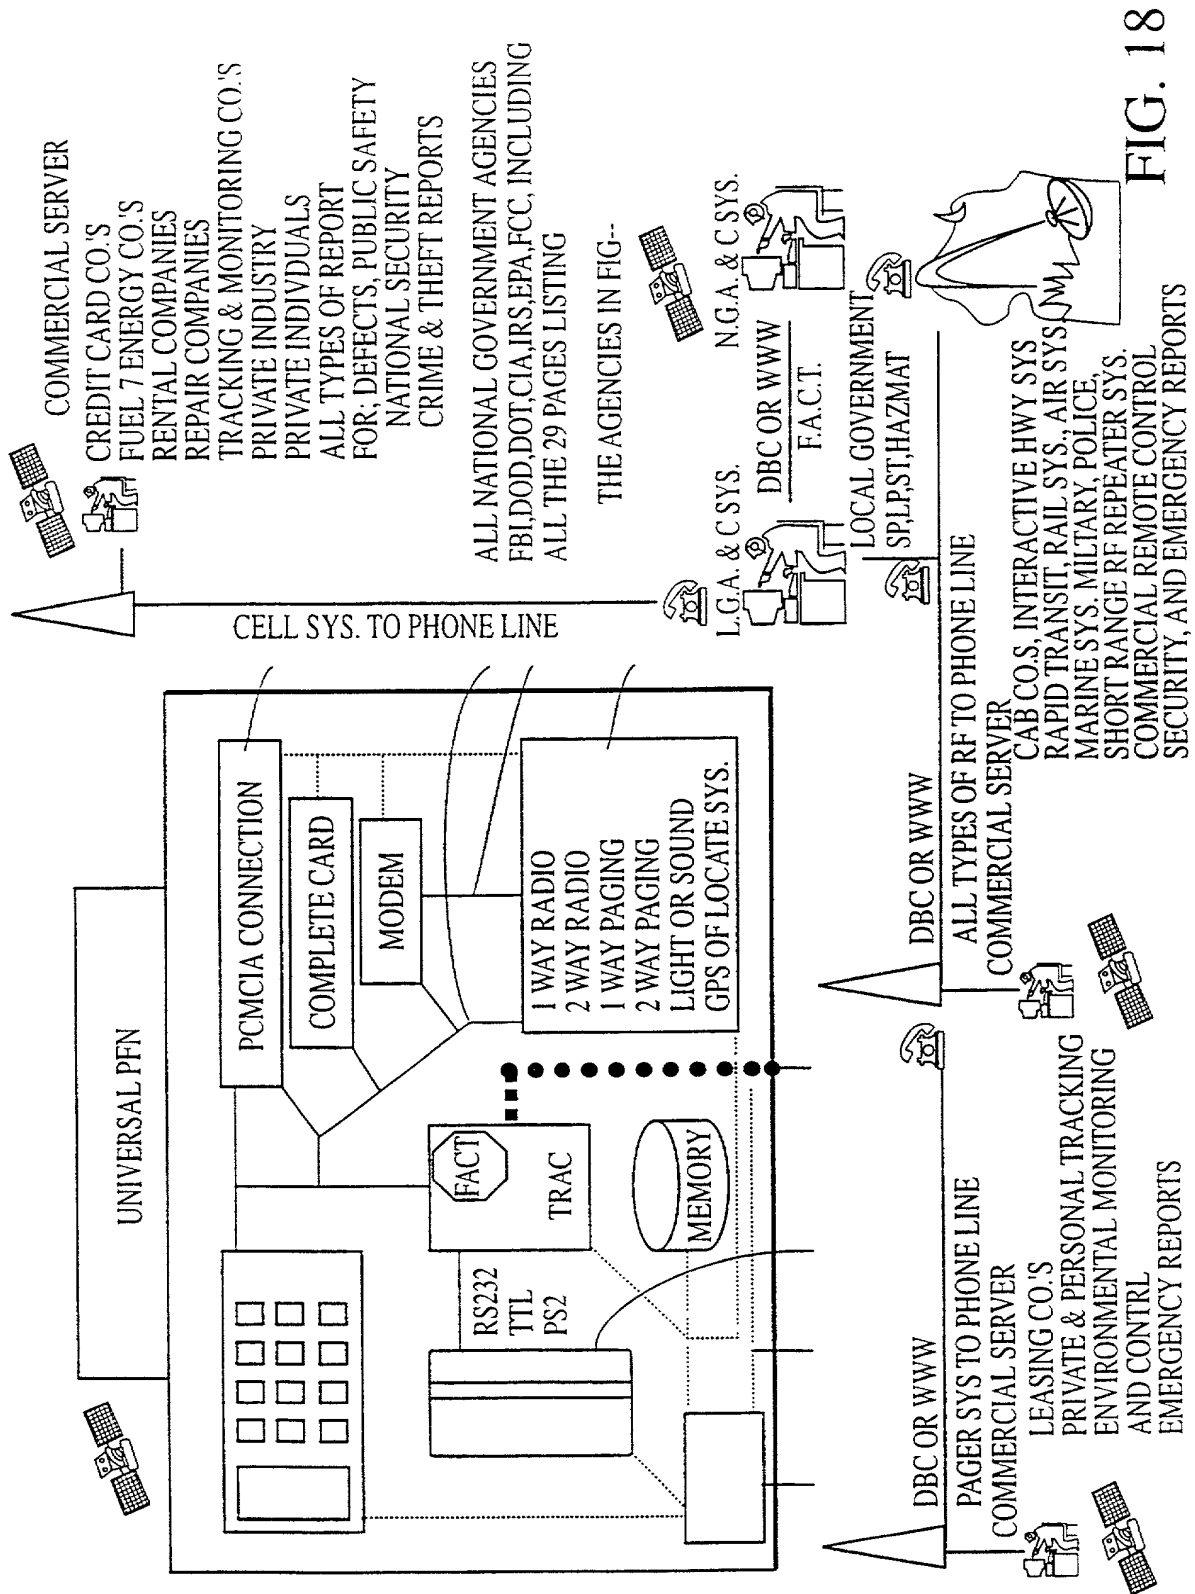 UNIVERSAL PFN
PCMCIA CONNECTION
COMPLETE CARD
MODEM
1 WAY RADIO
2 WAY RADIO
1 WAY PAGING
2 WAY PAGING
LIGHT OR SOUND
GPS OF LOCATE SYS.
FACT
TRAC
RS232
TTL
PS2
MEMORY
CELL SYS. TO PHONE LINE
COMMERCIAL SERVER
CREDIT CARD CO.'S
FUEL 7 ENERGY CO.'S
RENTAL COMPANIES
REPAIR COMPANIES
TRACKING & MONITORING CO.'S
PRIVATE INDUSTRY
PRIVATE INDIVIDUALS
ALL TYPES OF REPORT
FOR; DEFECTS, PUBLIC SAFETY
NATIONAL SECURITY
CRIME & THEFT REPORTS
ALL NATIONAL GOVERNMENT AGENCIES
FBI,DOD,DOT,CIA,IRS,EPA,FCC, INCLUDING
ALL THE 29 PAGES LISTING
THE AGENCIES IN FIG--
L.G.A. & C SYS.
DBC OR WWW
F.A.C.T.
N.G.A. & C SYS.
LOCAL GOVERNMENT
SP,LP,ST,HAZMAT
DBC OR WWW
ALL TYPES OF RF TO PHONE LINE
COMMERCIAL SERVER
CAB CO.S, INTERACTIVE HWY SYS
RAPID TRANSIT, RAIL SYS., AIR SYS.
MARINE SYS. MILTARY, POLICE,
SHORT RANGE RF REPEATER SYS.
COMMERCIAL REMOTE CONTROL
SECURITY, AND EMERGENCY REPORTS
DBC OR WWW
PAGER SYS TO PHONE LINE
COMMERCIAL SERVER
LEASING CO.'S
PRIVATE & PERSONAL TRACKING
ENVIRONMENTAL MONITORING
AND CONTRL
EMERGENCY REPORTS
FIG. 18